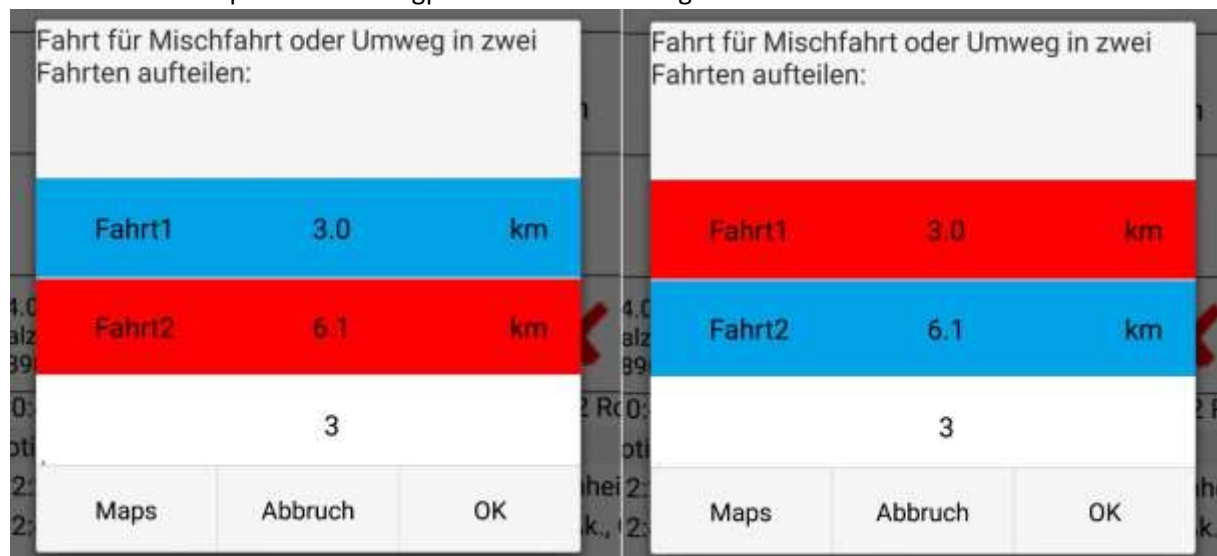 Fahrt für Mischfahrt oder Umweg in zwei
Fahrten aufteilen:
Fahrt1 3.0 km
Fahrt2 6.1 km
3
Maps Abbruch OK
Fahrt für Mischfahrt oder Umweg in zwei
Fahrten aufteilen:
Fahrt1 3.0 km
Fahrt2 6.1 km
3
Maps Abbruch OK